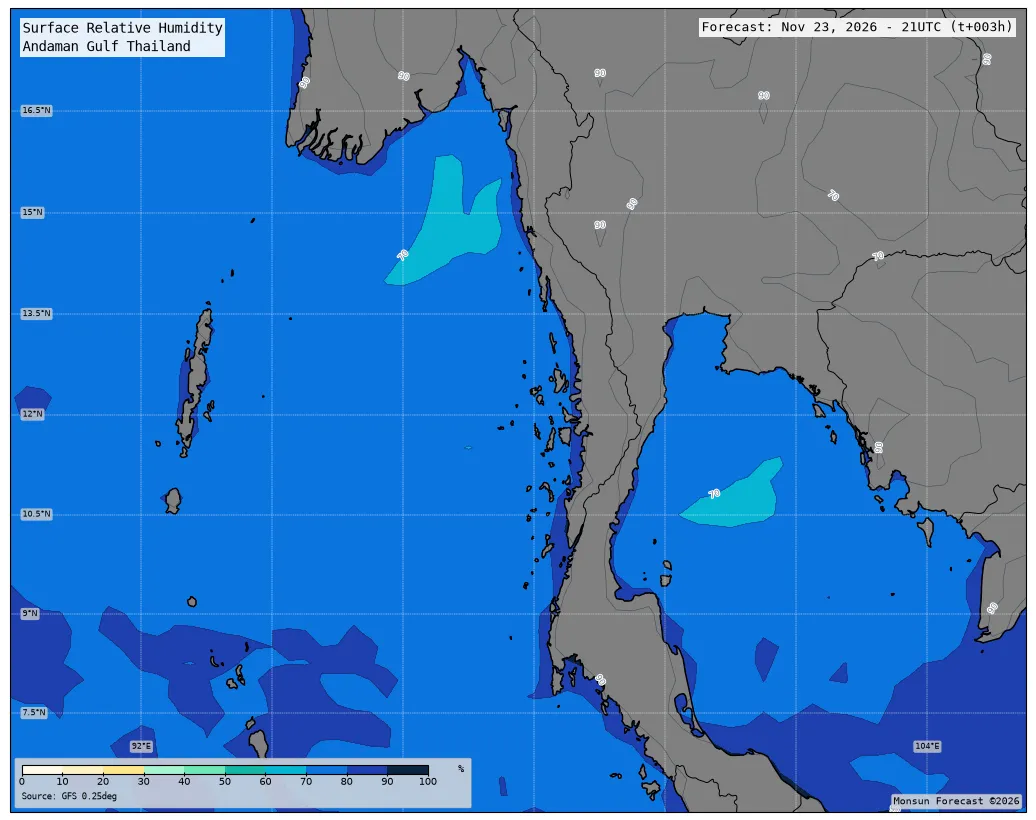 Surface Relative Humidity
Andaman Gulf Thailand
Forecast: Nov 23, 2026 - 21UTC (t+003h)
90
90
90
90
90
16.5°N
90
70
15°N
90
70
70
13.5°N
12°N
90
70
10.5°N
9°N
90
90
7.5°N
92°E
104°E
%
0 10 20 30 40 50 60 70 80 90 100
Source: GFS 0.25deg
Monsun Forecast ©2026